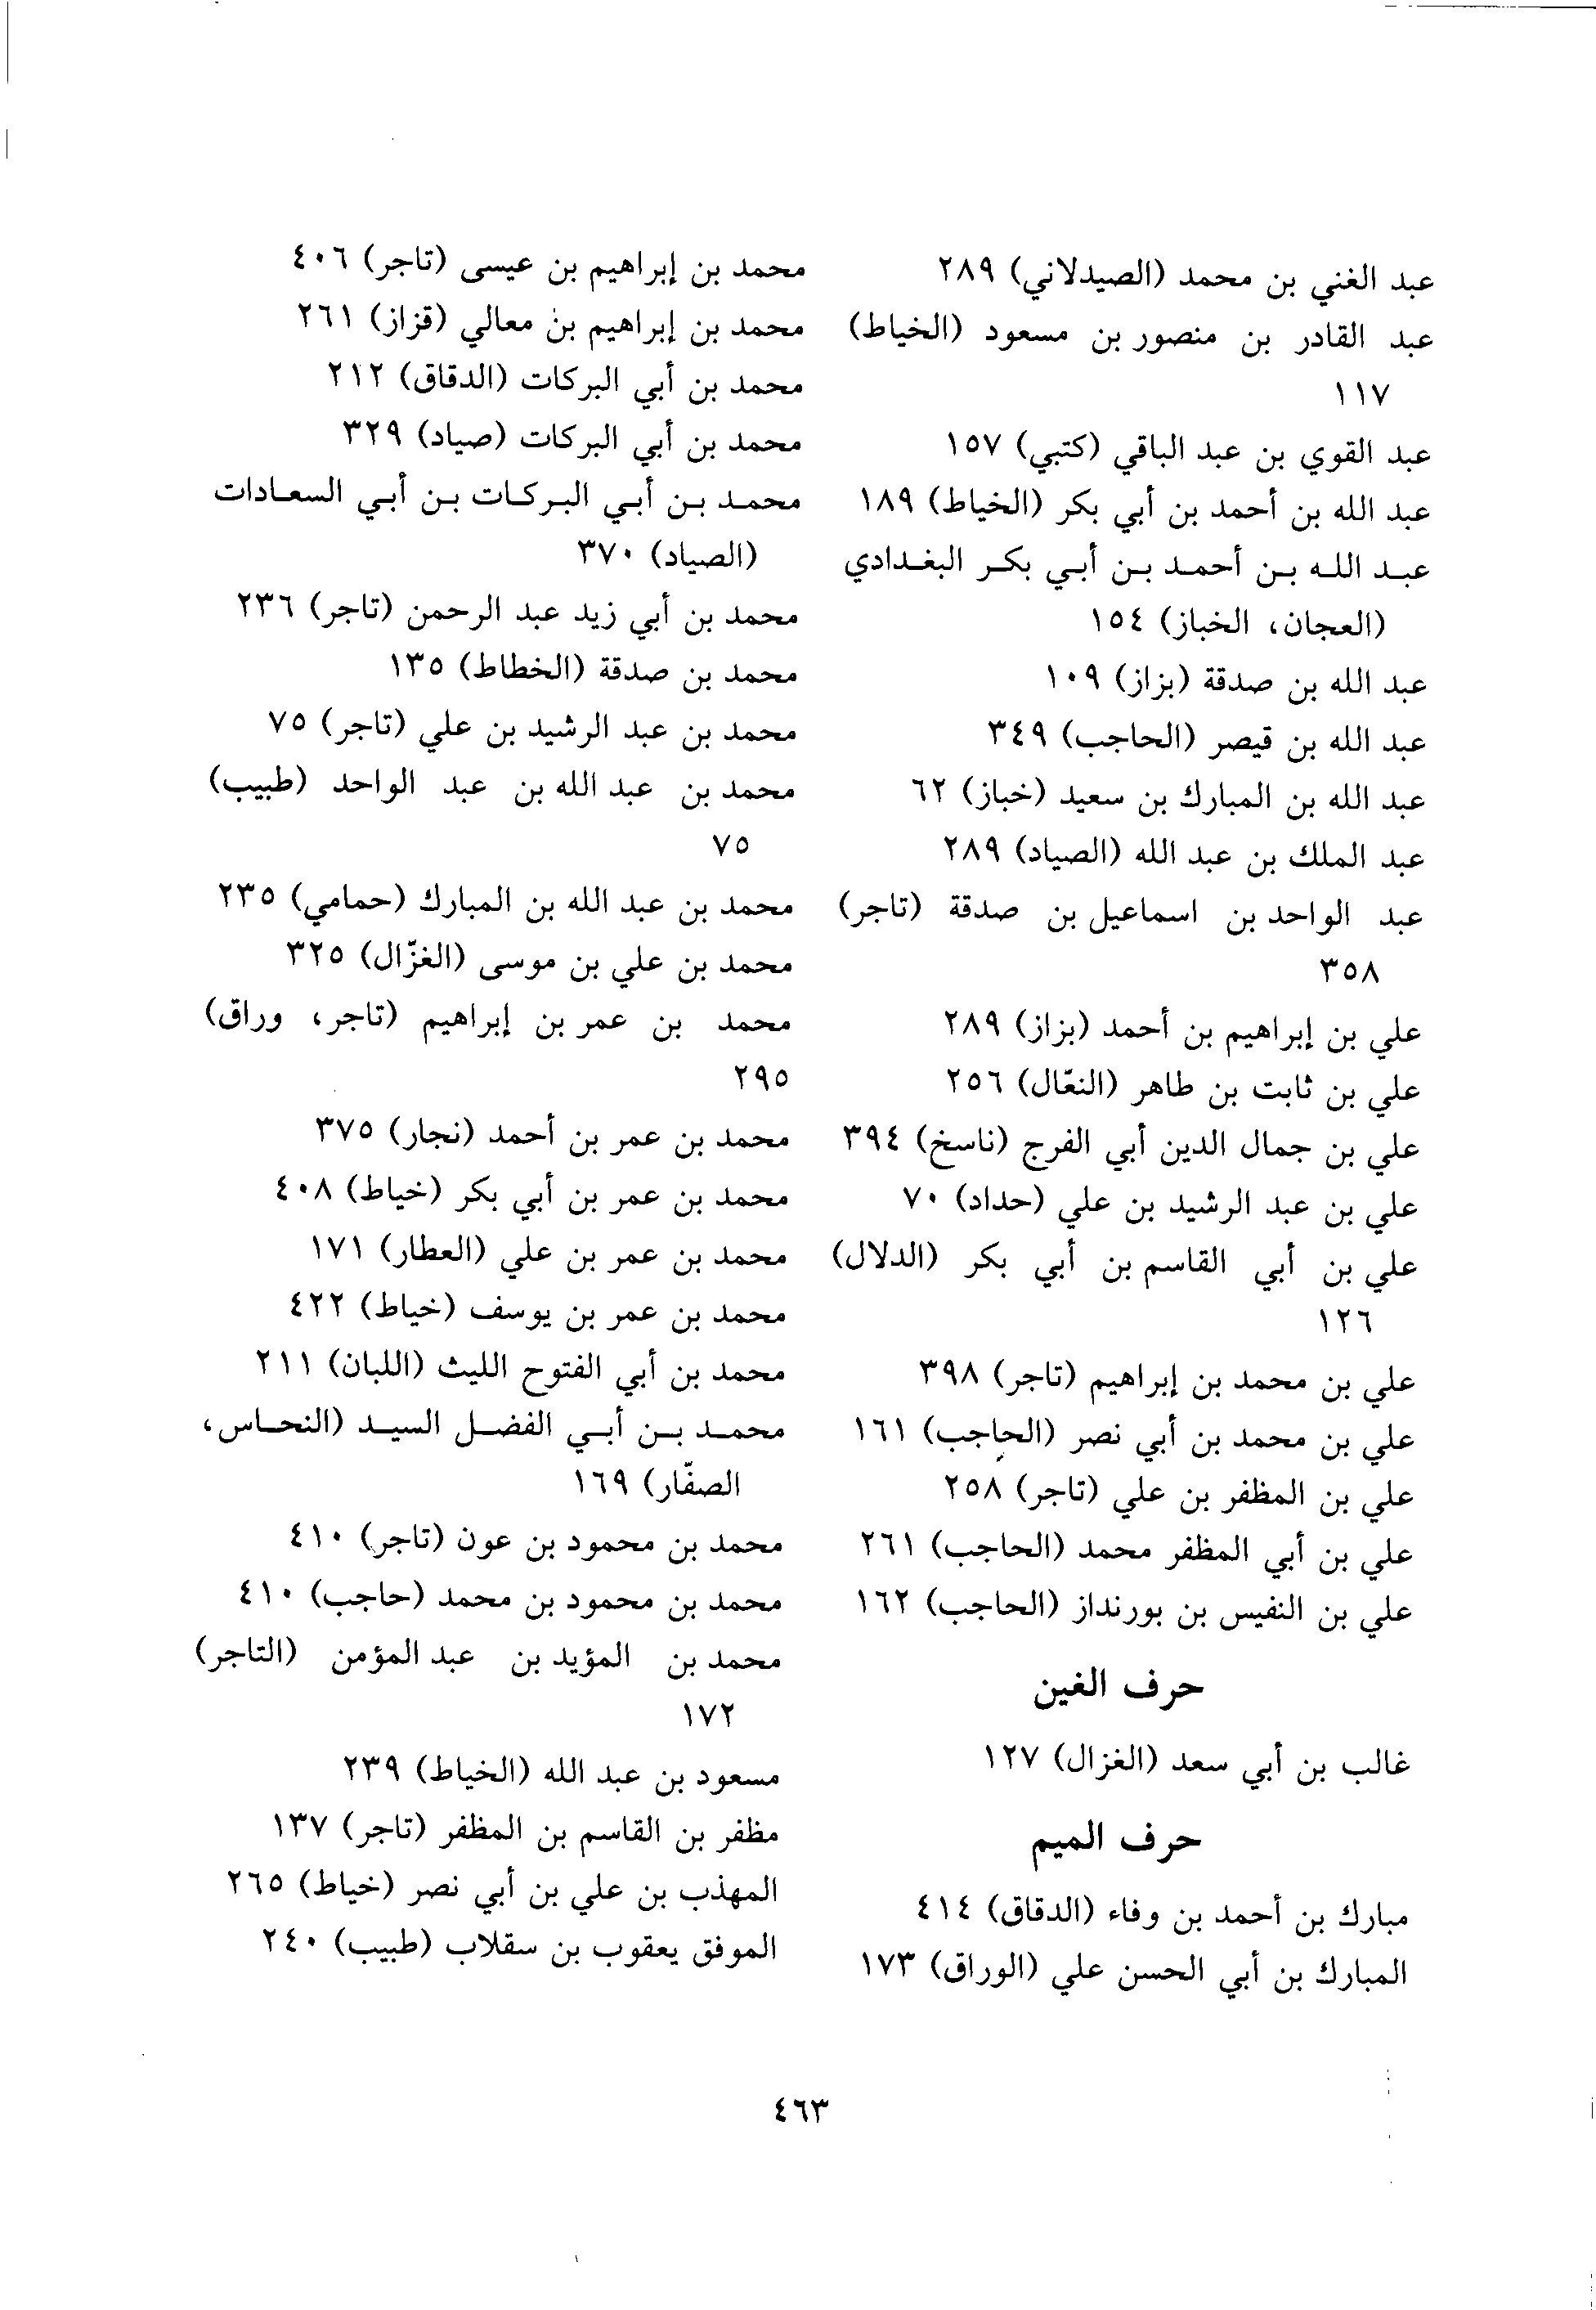 عبد الغني بن محمد (الصيدلاني) ٢٨٩
عبد القادر بن منصور بن مسعود (الخياط)
١١٧
عبد القوي بن عبد الباقي (كتبي) ١٥٧
عبد الله بن أحمد بن أبي بكر (الخياط) ١٨٩
عبد الله بن أحمد بن أبي بكر البغدادي
(العجان، الخباز) ١٥٤
عبد الله بن صدقة (بزاز) ١٠٩
عبد الله بن قيصر (الحاجب) ٣٤٩
عبد الله بن المبارك بن سعيد (خباز) ٦٢
عبد الملك بن عبد الله (الصياد) ٢٨٩
عبد الواحد بن اسماعيل بن صدقة (تاجر)
٣٥٨
علي بن إبراهيم بن أحمد (بزاز) ٢٨٩
علي بن ثابت بن طاهر (النعّال) ٢٥٦
علي بن جمال الدين أبي الفرج (ناسخ) ٣٩٤
علي بن عبد الرشيد بن علي (حداد) ٧٠
علي بن أبي القاسم بن أبي بكر (الدلال)
١٢٦
علي بن محمد بن إبراهيم (تاجر) ٣٩٨
علي بن محمد بن أبي نصر (الحاجب) ١٦١
علي بن المظفر بن علي (تاجر) ٢٥٨
علي بن أبي المظفر محمد (الحاجب) ٢٦١
علي بن النفيس بن بورنداز (الحاجب) ١٦٢
حرف الغين
غالب بن أبي سعد (الغزال) ١٢٧
حرف الميم
مبارك بن أحمد بن وفاء (الدقاق) ٤١٤
المبارك بن أبي الحسن علي (الوراق) ١٧٣
محمد بن إبراهيم بن عيسى (تاجر) ٤٠٦
محمد بن إبراهيم بن معالي (قزاز) ٢٦١
محمد بن أبي البركات (الدقاق) ٢١٢
محمد بن أبي البركات (صياد) ٣٢٩
محمد بن أبي البركات بن أبي السعادات
(الصياد) ٣٧٠
محمد بن أبي زيد عبد الرحمن (تاجر) ٢٣٦
محمد بن صدقة (الخطاط) ١٣٥
محمد بن عبد الرشيد بن علي (تاجر) ٧٥
محمد بن عبد الله بن عبد الواحد (طبيب)
٧٥
محمد بن عبد الله بن المبارك (حمامي) ٢٣٥
محمد بن علي بن موسى (الغزّال) ٣٢٥
محمد بن عمر بن إبراهيم (تاجر، وراق)
٢٩٥
محمد بن عمر بن أحمد (نجار) ٣٧٥
محمد بن عمر بن أبي بكر (خياط) ٤٠٨
محمد بن عمر بن علي (العطار) ١٧١
محمد بن عمر بن يوسف (خياط) ٤٢٢
محمد بن أبي الفتوح الليث (اللبان) ٢١١
محمد بن أبي الفضل السيد (النحاس،
الصفّار) ١٦٩
محمد بن محمود بن عون (تاجر) ٤١٠
محمد بن محمود بن محمد (حاجب) ٤١٠
محمد بن المؤيد بن عبد المؤمن (التاجر)
١٧٢
مسعود بن عبد الله (الخياط) ٢٣٩
مظفر بن القاسم بن المظفر (تاجر) ١٣٧
المهذب بن علي بن أبي نصر (خياط) ٢٦٥
الموفق يعقوب بن سقلاب (طبيب) ٢٤٠
٤٦٣